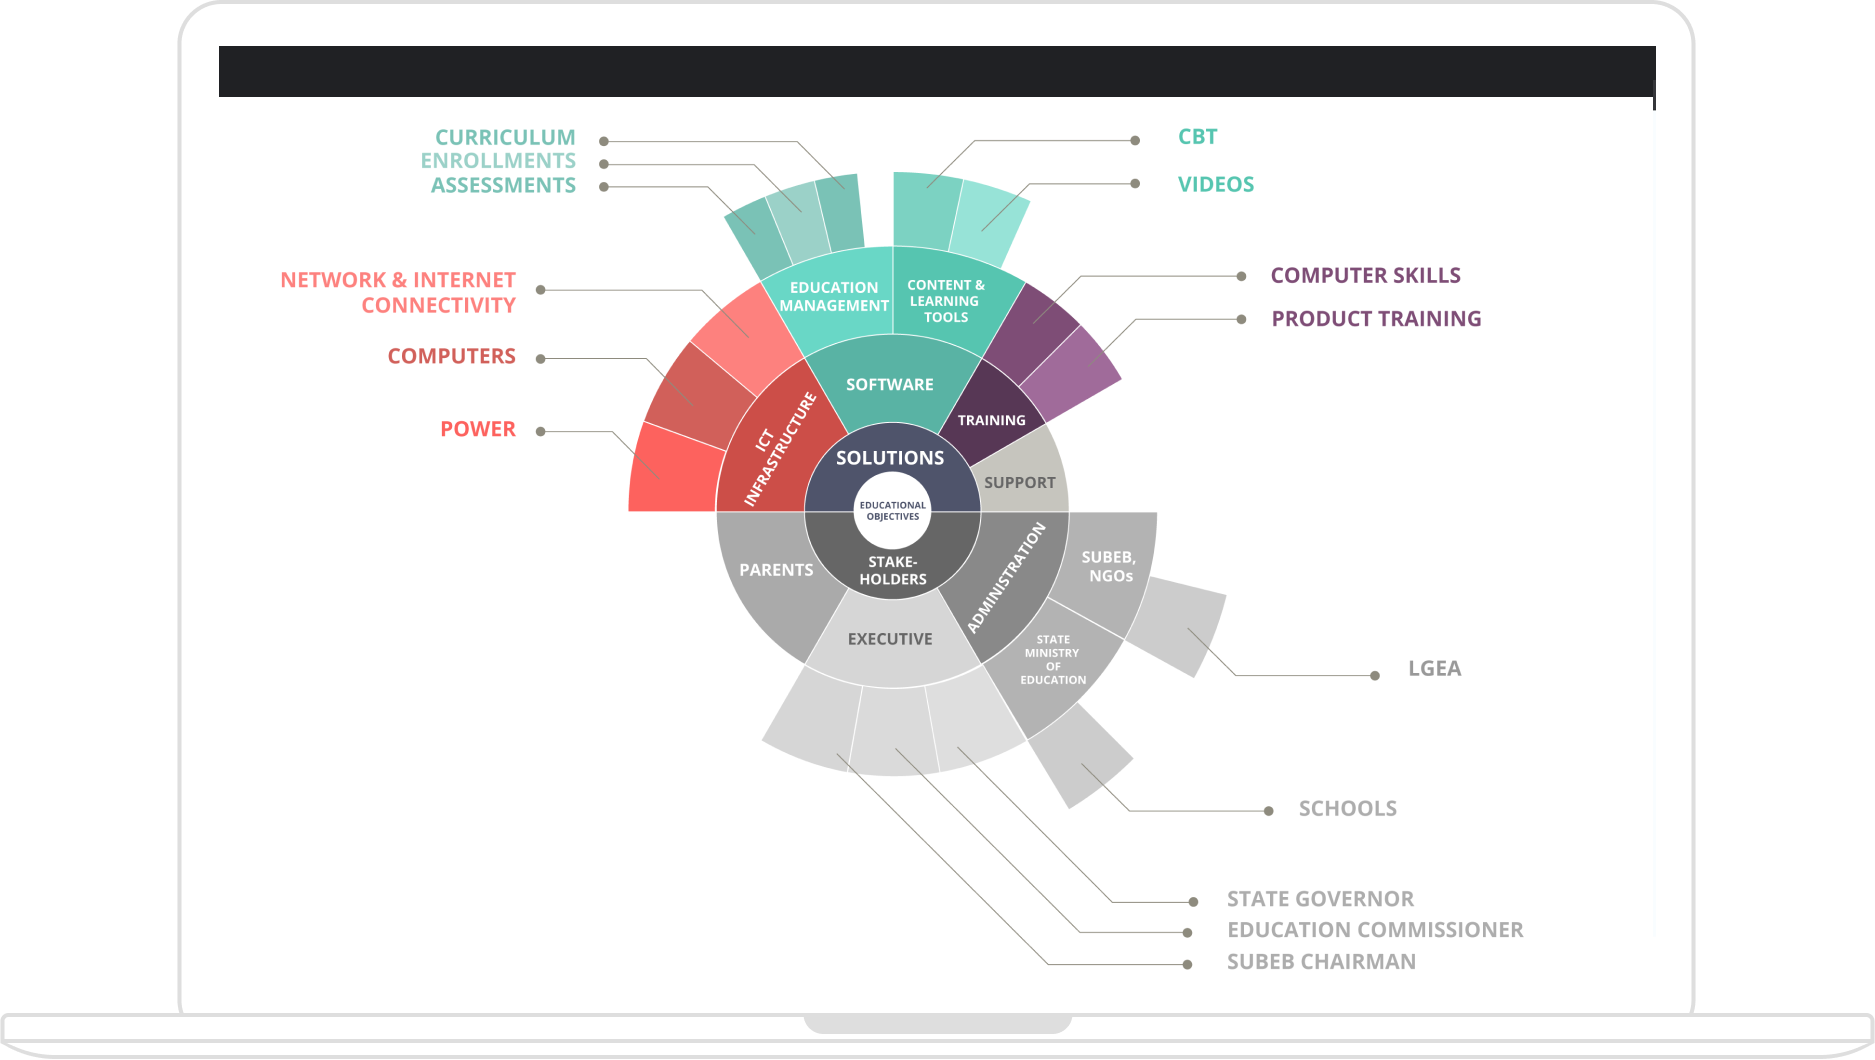 CURRICULUM
ENROLLMENTS
ASSESSMENTS
CBT
VIDEOS
NETWORK & INTERNET
CONNECTIVITY
COMPUTERS
POWER
COMPUTER SKILLS
PRODUCT TRAINING
EDUCATION
MANAGEMENT
CONTENT &
LEARNING
TOOLS
SOFTWARE
ICT
INFRASTRUCTURE
TRAINING
SOLUTIONS
SUPPORT
EDUCATIONAL
OBJECTIVES
STAKE-
HOLDERS
PARENTS
EXECUTIVE
ADMINISTRATION
SUBEB,
NGOs
STATE
MINISTRY
OF
EDUCATION
LGEA
SCHOOLS
STATE GOVERNOR
EDUCATION COMMISSIONER
SUBEB CHAIRMAN